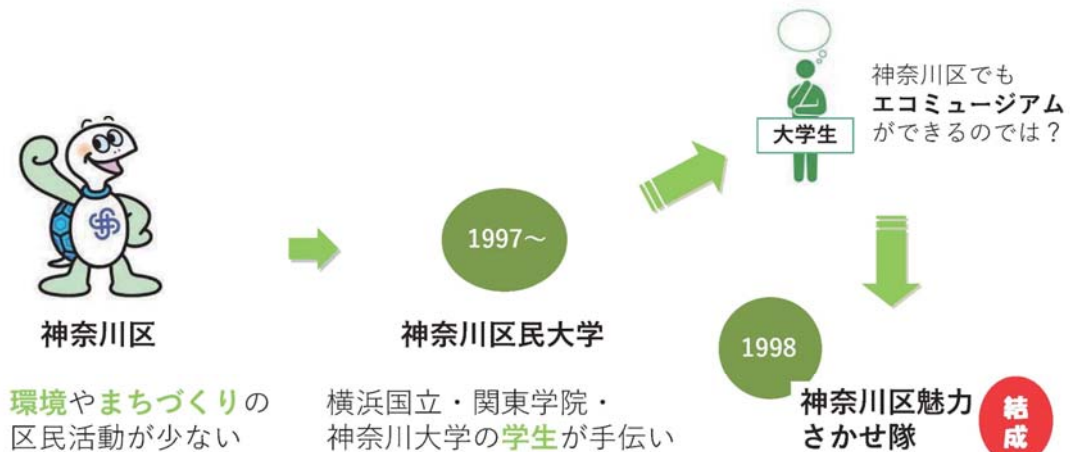 神奈川区
環境やまちづくりの
区民活動が少ない
1997～
神奈川区民大学
横浜国立・関東学院・
神奈川大学の学生が手伝い
大学生
神奈川区でも
エコミュージアム
ができるのでは？
1998
神奈川区魅力
さかせ隊
結成